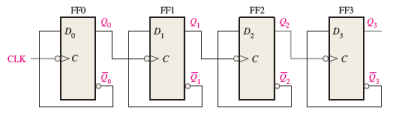 FF0 FF1 FF2 FF3
Q₀ Q₁ Q₂ Q₃
D₀ D₁ D₂ D₃
CLK C C C C
Q̅₀ Q̅₁ Q̅₂ Q̅₃